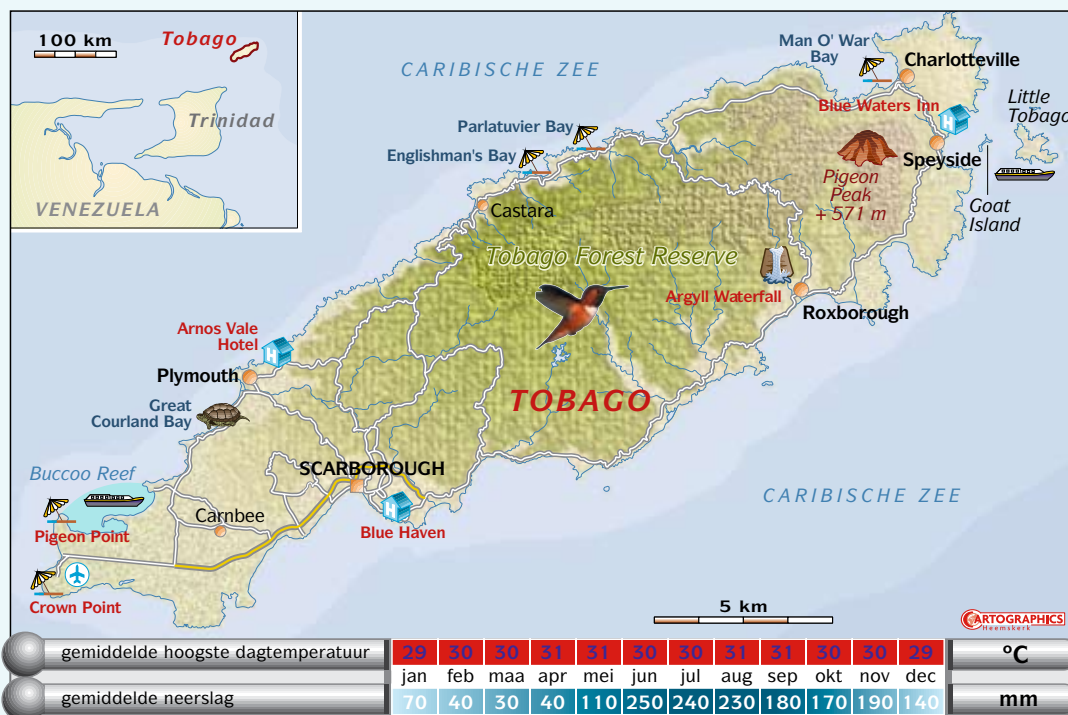 100 km
Tobago
Trinidad
VENEZUELA
CARIBISCHE ZEE
Man O' War
Bay
Charlotteville
Blue Waters Inn
Little
Tobago
Parlatuvier Bay
Englishman's Bay
Speyside
Pigeon
Peak
+ 571 m
Goat
Island
Castara
Tobago Forest Reserve
Argyll Waterfall
Roxborough
Arnos Vale
Hotel
Plymouth
TOBAGO
Great
Courland Bay
SCARBOROUGH
Buccoo Reef
CARIBISCHE ZEE
Carnbee
Blue Haven
Pigeon Point
Crown Point
5 km
CARTOGRAPHICS
Heemskerk
gemiddelde hoogste dagtemperatuur 29 30 30 31 31 30 30 31 31 30 30 29 °C
jan feb maa apr mei jun jul aug sep okt nov dec
gemiddelde neerslag 70 40 30 40 110 250 240 230 180 170 190 140 mm